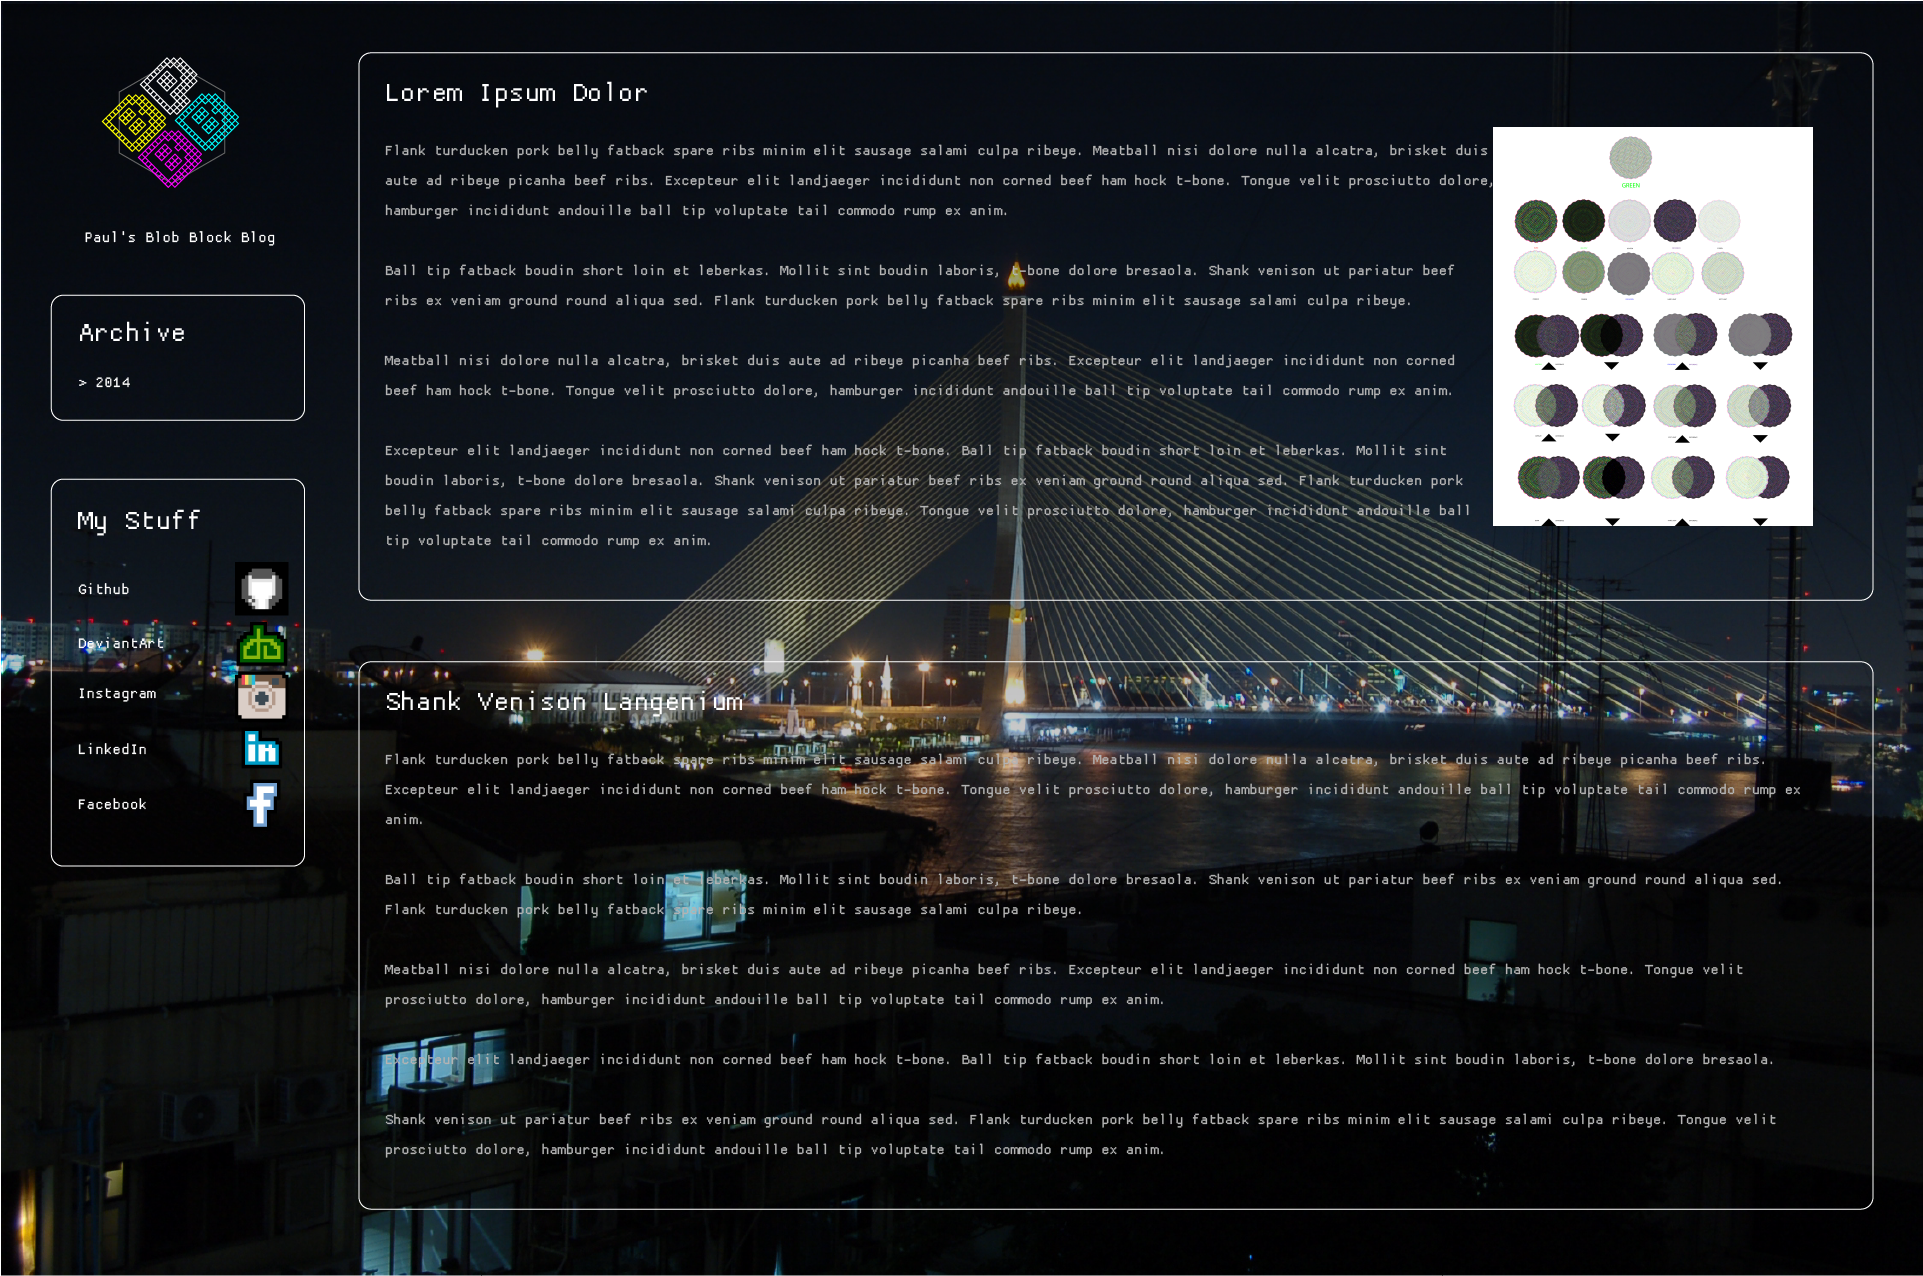 Paul's Blob Block Blog
Archive
> 2014
My Stuff
Github
DeviantArt
Instagram
LinkedIn
Facebook
Lorem Ipsum Dolor
Flank turducken pork belly fatback spare ribs minim elit sausage salami culpa ribeye. Meatball nisi dolore nulla alcatra, brisket duis
aute ad ribeye picanha beef ribs. Excepteur elit landjaeger incididunt non corned beef ham hock t-bone. Tongue velit prosciutto dolore,
hamburger incididunt andouille ball tip voluptate tail commodo rump ex anim.
Ball tip fatback boudin short loin et leberkas. Mollit sint boudin laboris, t-bone dolore bresaola. Shank venison ut pariatur beef
ribs ex veniam ground round aliqua sed. Flank turducken pork belly fatback spare ribs minim elit sausage salami culpa ribeye.
Meatball nisi dolore nulla alcatra, brisket duis aute ad ribeye picanha beef ribs. Excepteur elit landjaeger incididunt non corned
beef ham hock t-bone. Tongue velit prosciutto dolore, hamburger incididunt andouille ball tip voluptate tail commodo rump ex anim.
Excepteur elit landjaeger incididunt non corned beef ham hock t-bone. Ball tip fatback boudin short loin et leberkas. Mollit sint
boudin laboris, t-bone dolore bresaola. Shank venison ut pariatur beef ribs ex veniam ground round aliqua sed. Flank turducken pork
belly fatback spare ribs minim elit sausage salami culpa ribeye. Tongue velit prosciutto dolore, hamburger incididunt andouille ball
tip voluptate tail commodo rump ex anim.
GREEN
Shank Venison Langenium
Flank turducken pork belly fatback spare ribs minim elit sausage salami culpa ribeye. Meatball nisi dolore nulla alcatra, brisket duis aute ad ribeye picanha beef ribs.
Excepteur elit landjaeger incididunt non corned beef ham hock t-bone. Tongue velit prosciutto dolore, hamburger incididunt andouille ball tip voluptate tail commodo rump ex
anim.
Ball tip fatback boudin short loin et leberkas. Mollit sint boudin laboris, t-bone dolore bresaola. Shank venison ut pariatur beef ribs ex veniam ground round aliqua sed.
Flank turducken pork belly fatback spare ribs minim elit sausage salami culpa ribeye.
Meatball nisi dolore nulla alcatra, brisket duis aute ad ribeye picanha beef ribs. Excepteur elit landjaeger incididunt non corned beef ham hock t-bone. Tongue velit
prosciutto dolore, hamburger incididunt andouille ball tip voluptate tail commodo rump ex anim.
Excepteur elit landjaeger incididunt non corned beef ham hock t-bone. Ball tip fatback boudin short loin et leberkas. Mollit sint boudin laboris, t-bone dolore bresaola.
Shank venison ut pariatur beef ribs ex veniam ground round aliqua sed. Flank turducken pork belly fatback spare ribs minim elit sausage salami culpa ribeye. Tongue velit
prosciutto dolore, hamburger incididunt andouille ball tip voluptate tail commodo rump ex anim.